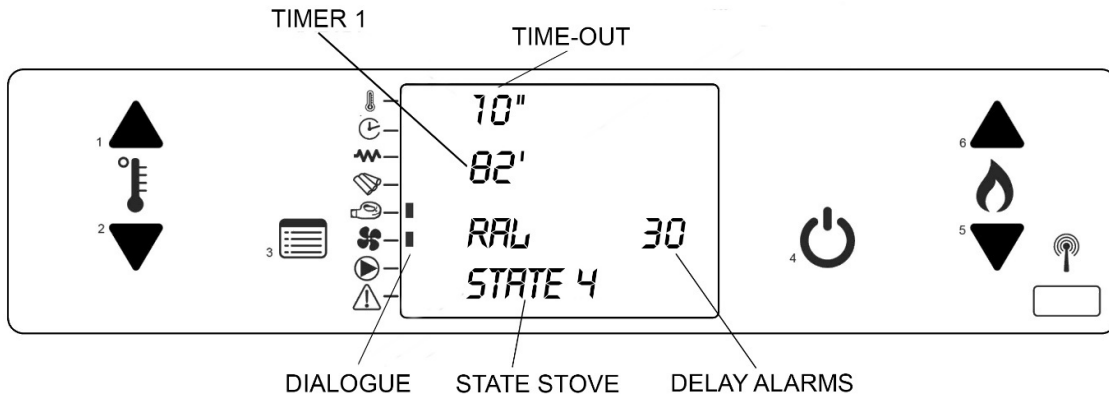 TIMER 1
TIME-OUT
10"
82'
RAL 30
STATE 4
1
2
3
4
5
6
DIALOGUE STATE STOVE DELAY ALARMS